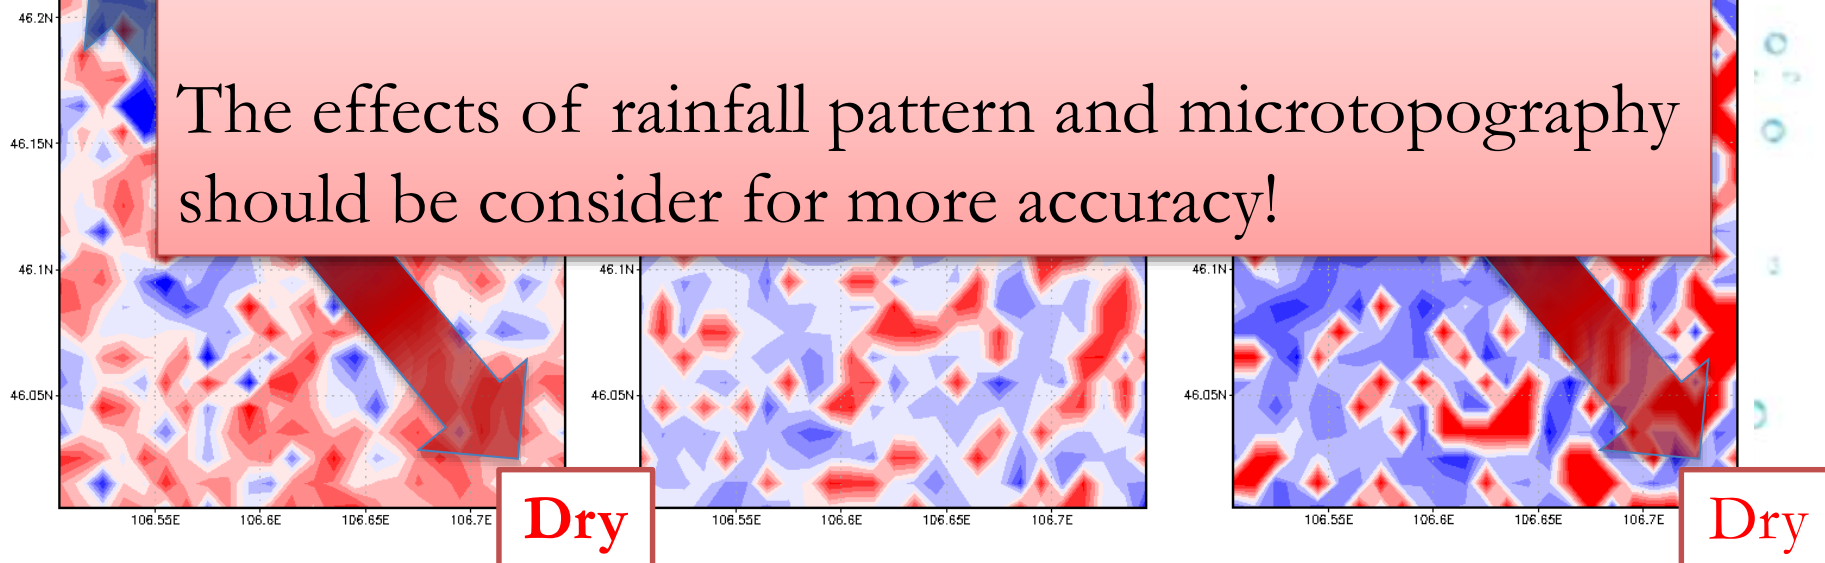 46.2N
The effects of rainfall pattern and microtopography
46.15N
should be consider for more accuracy!
46.1N 46.1N 46.1N
46.05N 46.05N 46.05N
106.55E 106.6E 106.65E 106.7E 106.55E 106.6E 106.65E 106.7E 106.55E 106.6E 106.65E 106.7E
Dry Dry